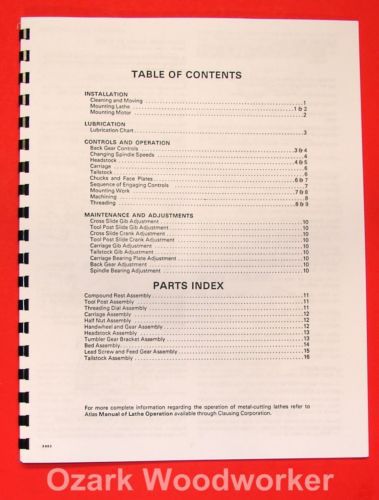 TABLE OF CONTENTS
INSTALLATION
Cleaning and Moving 1
Mounting Lathe 1 & 2
Mounting Motor 2
LUBRICATION
Lubrication Chart 3
CONTROLS AND OPERATION
Back Gear Controls 3 & 4
Changing Spindle Speeds 4
Headstock 4 & 5
Carriage 6
Tailstock 6
Chucks and Face Plates 6 & 7
Sequence of Engaging Controls 7
Mounting Work 7 & 8
Machining 8
Threading 8 & 9
MAINTENANCE AND ADJUSTMENTS
Cross Slide Gib Adjustment 10
Tool Post Slide Gib Adjustment 10
Cross Slide Crank Adjustment 10
Tool Post Slide Crank Adjustment 10
Carriage Gib Adjustment 10
Tailstock Gib Adjustment 10
Carriage Bearing Plate Adjustment 10
Back Gear Adjustment 10
Spindle Bearing Adjustment 10
PARTS INDEX
Compound Rest Assembly 11
Tool Post Assembly 11
Threading Dial Assembly 11
Carriage Assembly 12
Half Nut Assembly 12
Handwheel and Gear Assembly 12
Headstock Assembly 13
Tumbler Gear Bracket Assembly 13
Bed Assembly 14
Lead Screw and Feed Gear Assembly 15
Tailstock Assembly 16
For more complete information regarding the operation of metal-cutting lathes refer to
Atlas Manual of Lathe Operation available through Clausing Corporation.
Ozark Woodworker